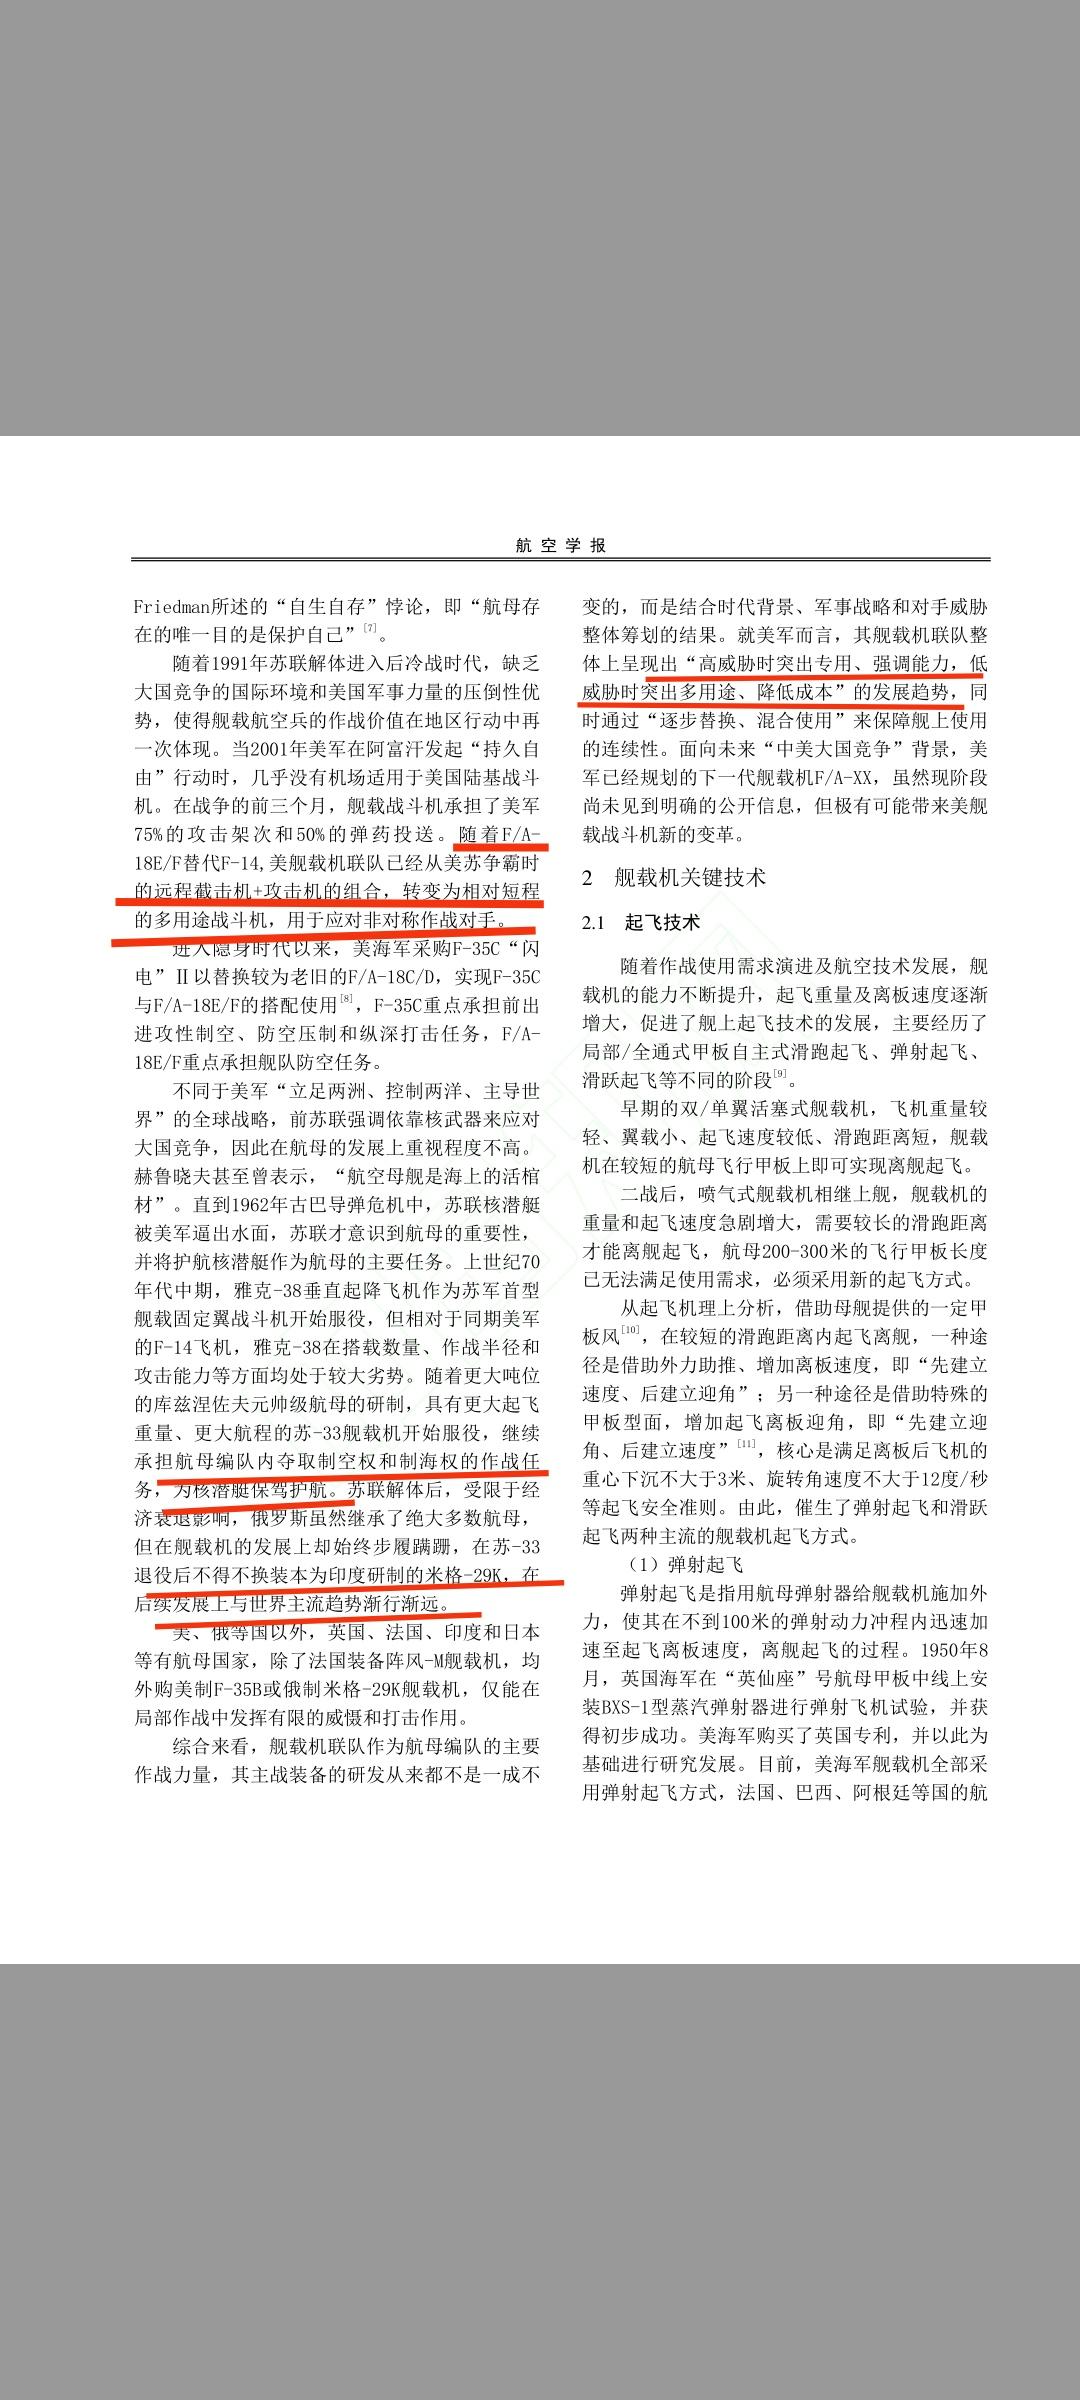 航空学报
Friedman所述的“自生自存”悖论，即“航母存
在的唯一目的是保护自己”[7]。
随着1991年苏联解体进入后冷战时代，缺乏
大国竞争的国际环境和美国军事力量的压倒性优
势，使得舰载航空兵的作战价值在地区行动中再
一次体现。当2001年美军在阿富汗发起“持久自
由”行动时，几乎没有机场适用于美国陆基战斗
机。在战争的前三个月，舰载战斗机承担了美军
75%的攻击架次和50%的弹药投送。随着F/A-
18E/F替代F-14,美舰载机联队已经从美苏争霸时
的远程截击机+攻击机的组合，转变为相对短程
的多用途战斗机，用于应对非对称作战对手。
进入隐身时代以来，美海军采购F-35C“闪
电”Ⅱ以替换较为老旧的F/A-18C/D，实现F-35C
与F/A-18E/F的搭配使用[8]，F-35C重点承担前出
进攻性制空、防空压制和纵深打击任务，F/A-
18E/F重点承担舰队防空任务。
不同于美军“立足两洲、控制两洋、主导世
界”的全球战略，前苏联强调依靠核武器来应对
大国竞争，因此在航母的发展上重视程度不高。
赫鲁晓夫甚至曾表示，“航空母舰是海上的活棺
材”。直到1962年古巴导弹危机中，苏联核潜艇
被美军逼出水面，苏联才意识到航母的重要性，
并将护航核潜艇作为航母的主要任务。上世纪70
年代中期，雅克-38垂直起降飞机作为苏军首型
舰载固定翼战斗机开始服役，但相对于同期美军
的F-14飞机，雅克-38在搭载数量、作战半径和
攻击能力等方面均处于较大劣势。随着更大吨位
的库兹涅佐夫元帅级航母的研制，具有更大起飞
重量、更大航程的苏-33舰载机开始服役，继续
承担航母编队内夺取制空权和制海权的作战任
务，为核潜艇保驾护航。苏联解体后，受限于经
济衰退影响，俄罗斯虽然继承了绝大多数航母，
但在舰载机的发展上却始终步履蹒跚，在苏-33
退役后不得不换装本为印度研制的米格-29K，在
后续发展上与世界主流趋势渐行渐远。
美、俄等国以外，英国、法国、印度和日本
等有航母国家，除了法国装备阵风-M舰载机，均
外购美制F-35B或俄制米格-29K舰载机，仅能在
局部作战中发挥有限的威慑和打击作用。
综合来看，舰载机联队作为航母编队的主要
作战力量，其主战装备的研发从来都不是一成不
变的，而是结合时代背景、军事战略和对手威胁
整体筹划的结果。就美军而言，其舰载机联队整
体上呈现出“高威胁时突出专用、强调能力，低
威胁时突出多用途、降低成本”的发展趋势，同
时通过“逐步替换、混合使用”来保障舰上使用
的连续性。面向未来“中美大国竞争”背景，美
军已经规划的下一代舰载机F/A-XX，虽然现阶段
尚未见到明确的公开信息，但极有可能带来美舰
载战斗机新的变革。
2 舰载机关键技术
2.1 起飞技术
随着作战使用需求演进及航空技术发展，舰
载机的能力不断提升，起飞重量及离板速度逐渐
增大，促进了舰上起飞技术的发展，主要经历了
局部/全通式甲板自主式滑跑起飞、弹射起飞、
滑跃起飞等不同的阶段[9]。
早期的双/单翼活塞式舰载机，飞机重量较
轻、翼载小、起飞速度较低、滑跑距离短，舰载
机在较短的航母飞行甲板上即可实现离舰起飞。
二战后，喷气式舰载机相继上舰，舰载机的
重量和起飞速度急剧增大，需要较长的滑跑距离
才能离舰起飞，航母200-300米的飞行甲板长度
已无法满足使用需求，必须采用新的起飞方式。
从起飞机理上分析，借助母舰提供的一定甲
板风[10]，在较短的滑跑距离内起飞离舰，一种途
径是借助外力助推、增加离板速度，即“先建立
速度、后建立迎角”；另一种途径是借助特殊的
甲板型面，增加起飞离板迎角，即“先建立迎
角、后建立速度”[11]，核心是满足离板后飞机的
重心下沉不大于3米、旋转角速度不大于12度/秒
等起飞安全准则。由此，催生了弹射起飞和滑跃
起飞两种主流的舰载机起飞方式。
（1）弹射起飞
弹射起飞是指用航母弹射器给舰载机施加外
力，使其在不到100米的弹射动力冲程内迅速加
速至起飞离板速度，离舰起飞的过程。1950年8
月，英国海军在“英仙座”号航母甲板中线上安
装BXS-1型蒸汽弹射器进行弹射飞机试验，并获
得初步成功。美海军购买了英国专利，并以此为
基础进行研究发展。目前，美海军舰载机全部采
用弹射起飞方式，法国、巴西、阿根廷等国的航